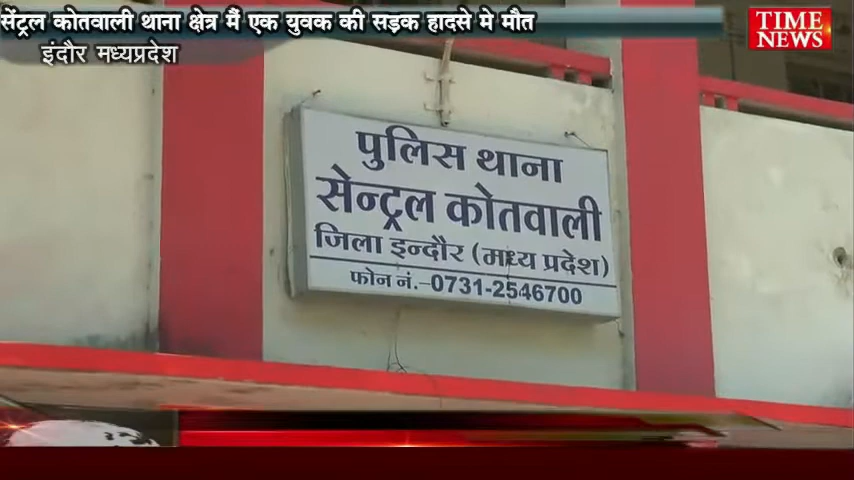 सेंट्रल कोतवाली थाना क्षेत्र मैं एक युवक की सड़क हादसे मे मौत
इंदौर मध्यप्रदेश
TIME
NEWS
पुलिस थाना
सेन्ट्रल कोतवाली
जिला इन्दौर (मध्य प्रदेश)
फोन नं.–0731-2546700